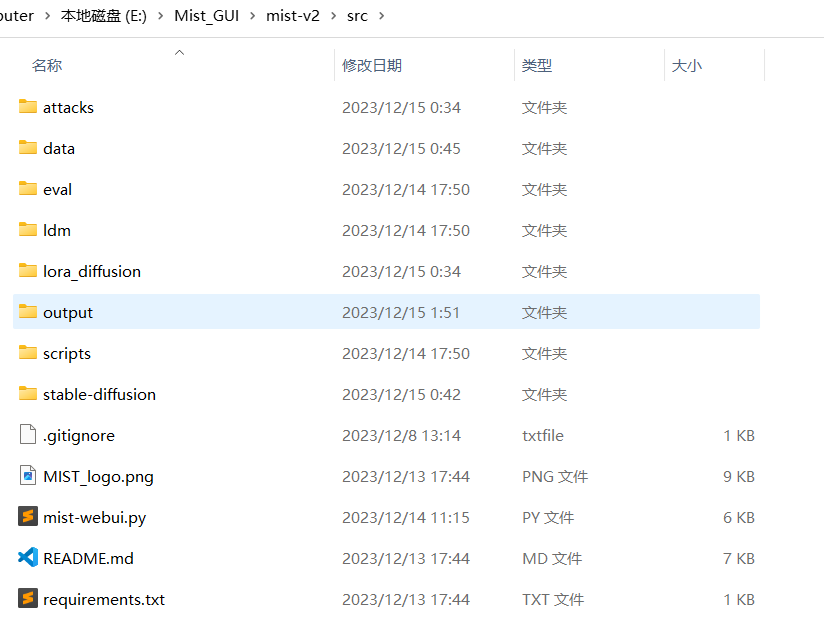 outer > 本地磁盘 (E:) > Mist_GUI > mist-v2 > src >
名称 修改日期 类型 大小
attacks 2023/12/15 0:34 文件夹
data 2023/12/15 0:45 文件夹
eval 2023/12/14 17:50 文件夹
ldm 2023/12/14 17:50 文件夹
lora_diffusion 2023/12/15 0:34 文件夹
output 2023/12/15 1:51 文件夹
scripts 2023/12/14 17:50 文件夹
stable-diffusion 2023/12/15 0:42 文件夹
.gitignore 2023/12/8 13:14 txtfile 1 KB
MIST_logo.png 2023/12/13 17:44 PNG 文件 9 KB
mist-webui.py 2023/12/14 11:15 PY 文件 6 KB
README.md 2023/12/13 17:44 MD 文件 7 KB
requirements.txt 2023/12/13 17:44 TXT 文件 1 KB